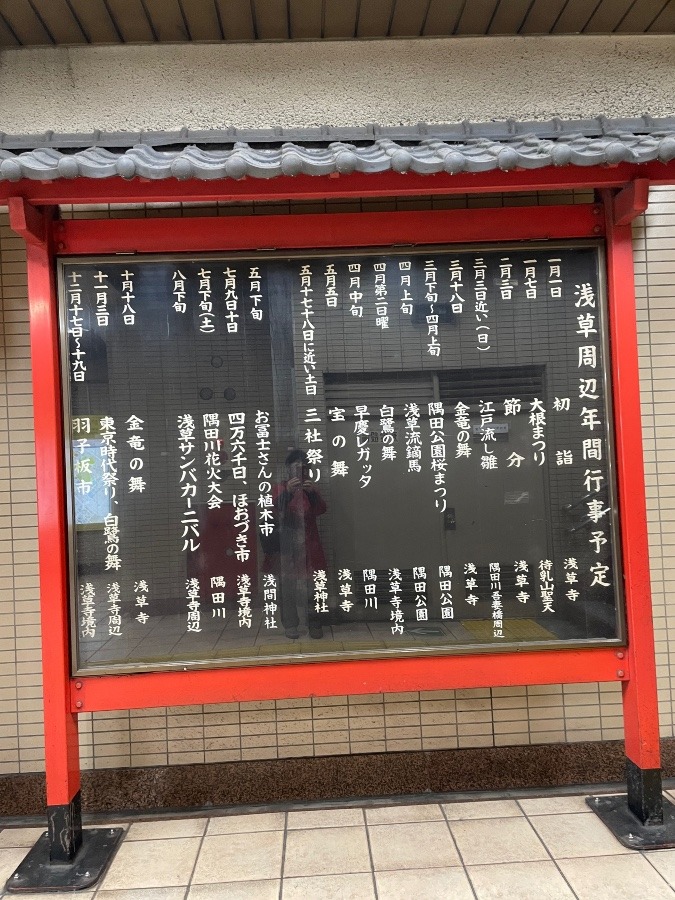 浅草周辺年間行事予定
一月一日 初詣 浅草寺
一月七日 大根まつり 待乳山聖天
二月三日 節分 浅草寺
三月三日近い(日) 江戸流し雛 隅田川吾妻橋周辺
三月十八日 金竜の舞 浅草寺
三月下旬〜四月上旬 隅田公園桜まつり 隅田公園
四月上旬 浅草流鏑馬 隅田公園
四月第二日曜 白鷺の舞 浅草寺境内
四月中旬 早慶レガッタ 隅田川
五月五日 宝の舞 浅草寺
五月十七十八日に近い土日 三社祭り 浅草神社
五月下旬 お冨士さんの植木市 浅間神社
七月九日十日 四万六千日、ほおづき市 浅草寺境内
七月下旬(土) 隅田川花火大会 隅田川
八月下旬 浅草サンバカーニバル 浅草寺周辺
十月十八日 金竜の舞 浅草寺
十一月三日 東京時代祭り、白鷺の舞 浅草寺周辺
十二月十七日〜十九日 羽子板市 浅草寺境内